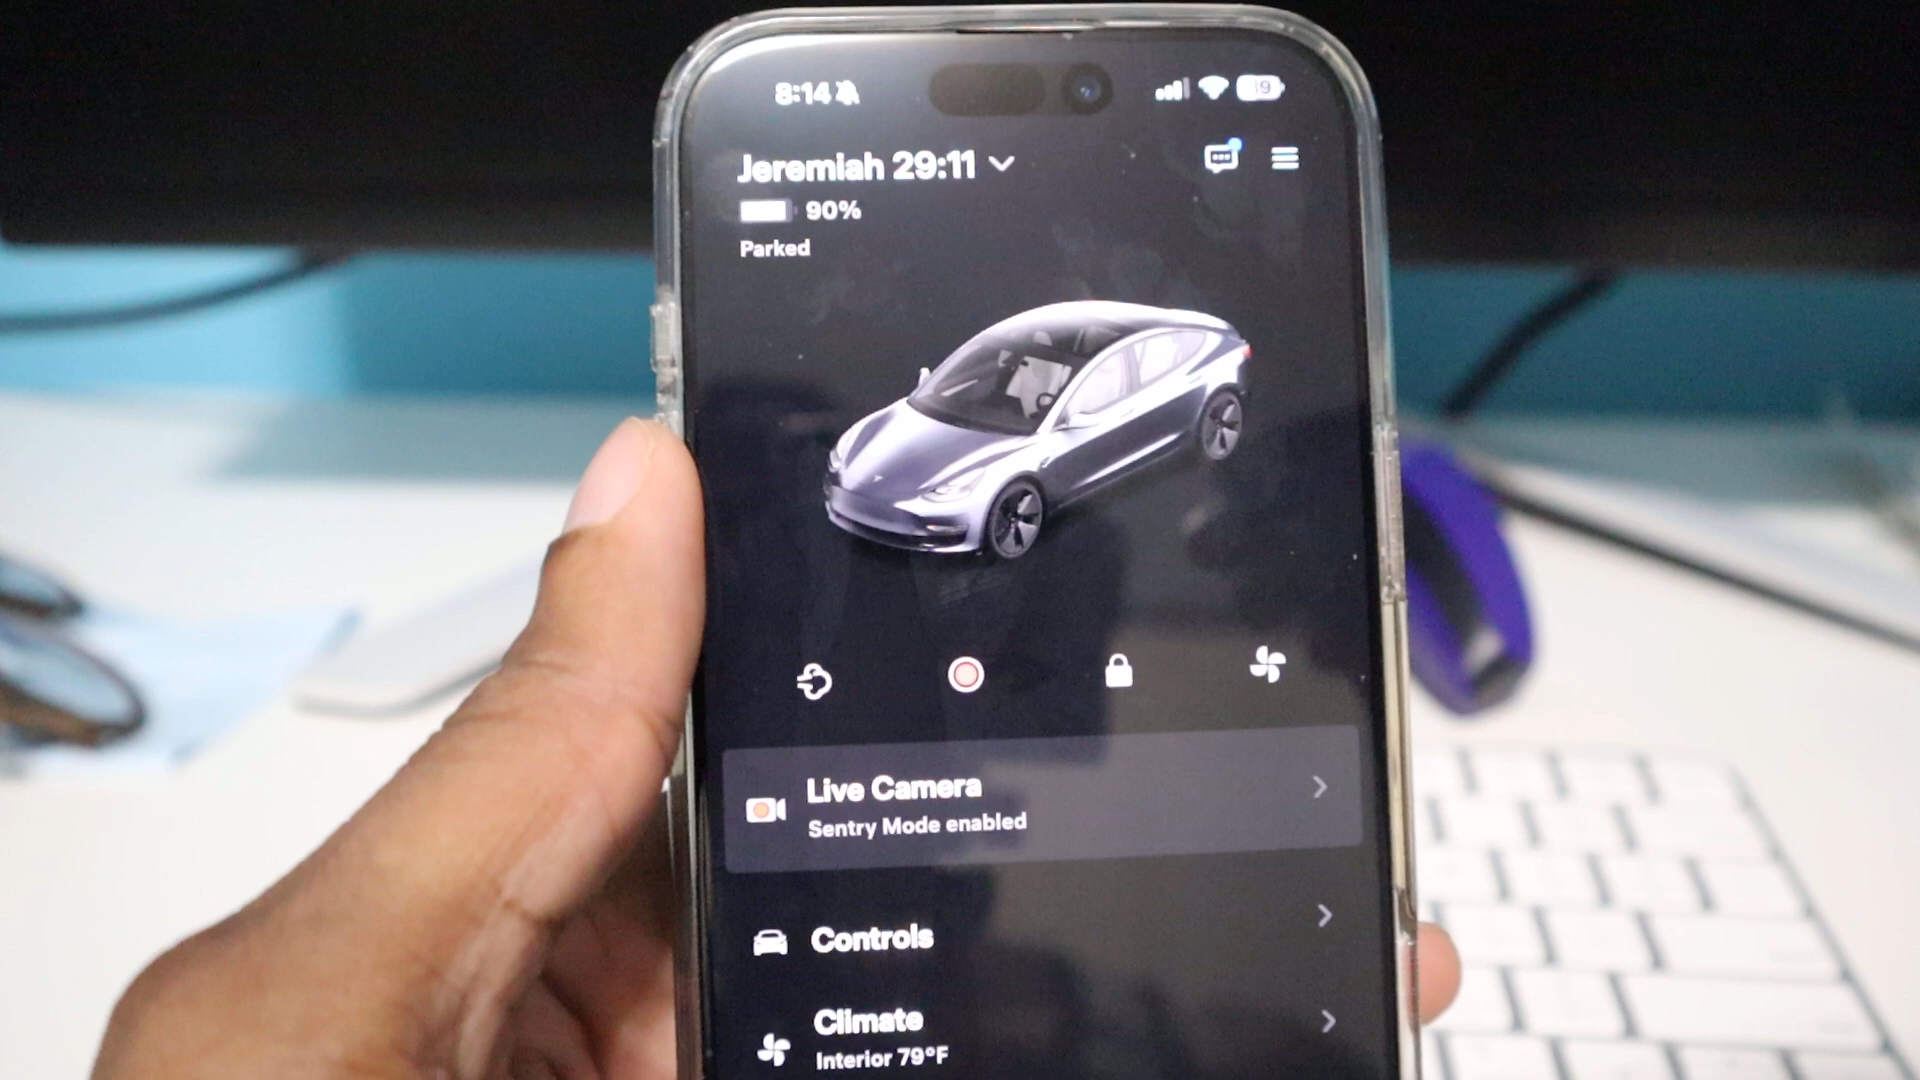 8:14
Jeremiah 29:11
90%
Parked
Live Camera
Sentry Mode enabled
Controls
Climate
Interior 79°F